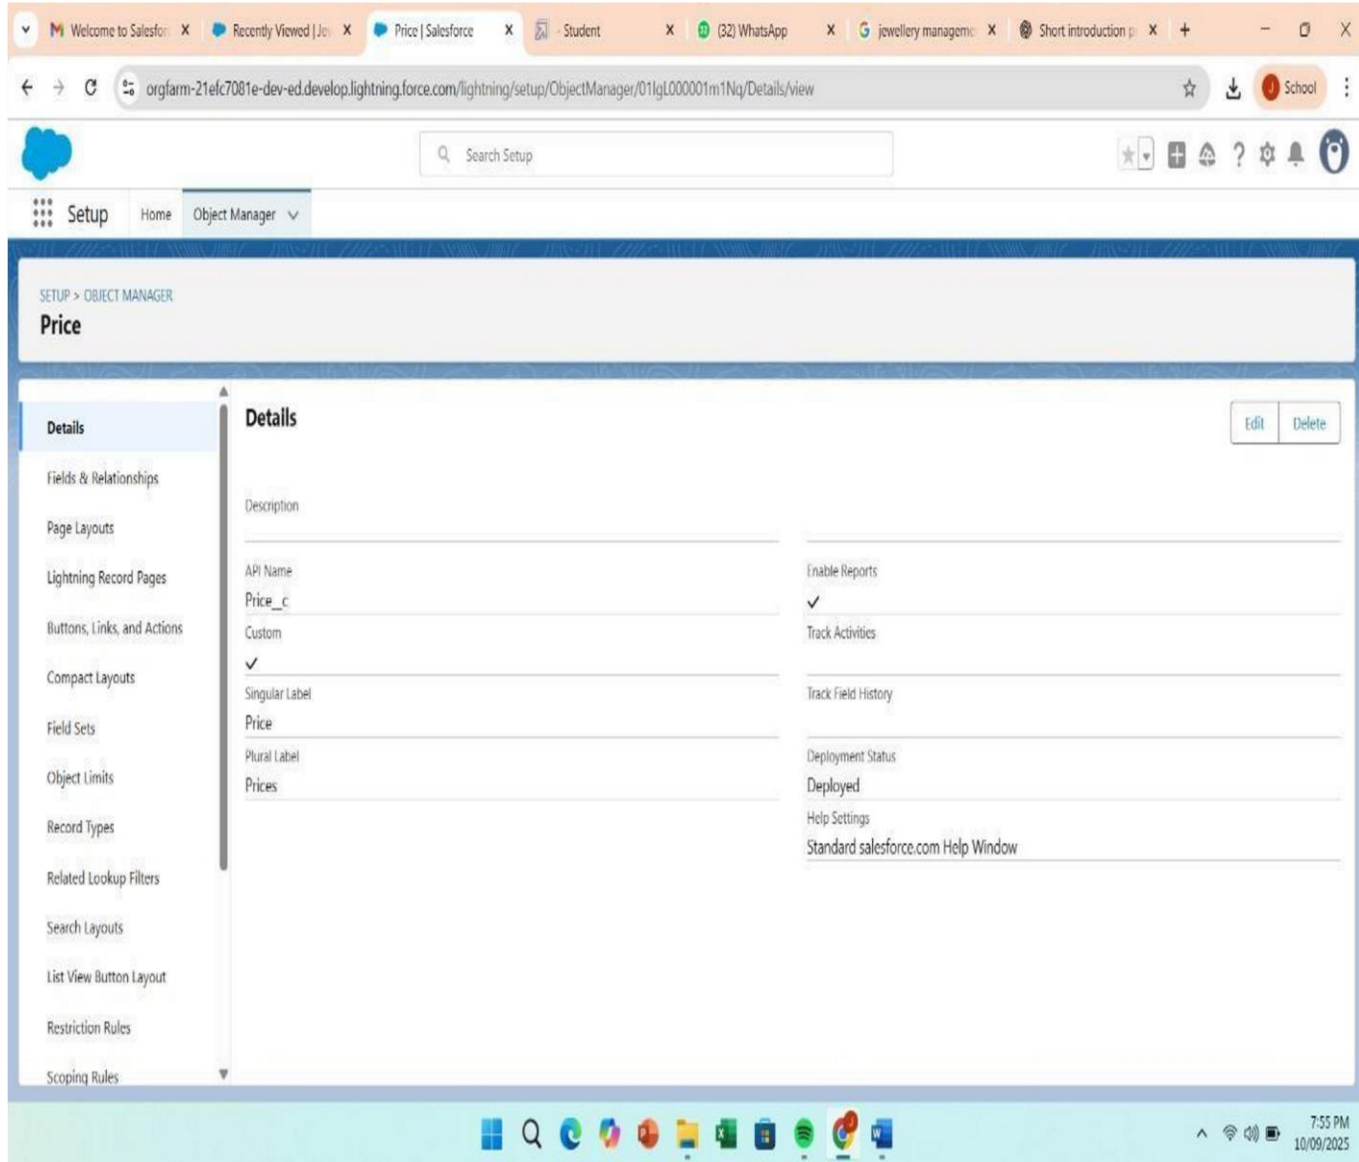 Welcome to Salesfor
Recently Viewed | Je
Price | Salesforce
- Student
(32) WhatsApp
jewellery manageme
Short introduction p
orgfarm-21efc7081e-dev-ed.develop.lightning.force.com/lightning/setup/ObjectManager/01IgL000001m1Nq/Details/view
School
Search Setup
Setup
Home
Object Manager
SETUP > OBJECT MANAGER
Price
Details
Fields & Relationships
Page Layouts
Lightning Record Pages
Buttons, Links, and Actions
Compact Layouts
Field Sets
Object Limits
Record Types
Related Lookup Filters
Search Layouts
List View Button Layout
Restriction Rules
Scoping Rules
Details
Edit
Delete
Description
API Name
Price__c
Custom
Singular Label
Price
Plural Label
Prices
Enable Reports
Track Activities
Track Field History
Deployment Status
Deployed
Help Settings
Standard salesforce.com Help Window
7:55 PM
10/09/2025